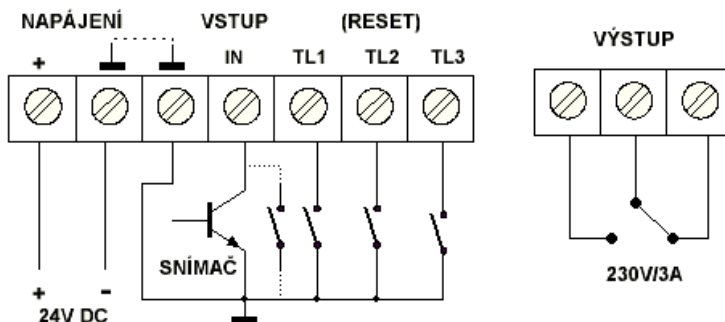 NAPÁJENÍ VSTUP (RESET)
+ IN TL1 TL2 TL3
VÝSTUP
SNÍMAČ
+ -
24V DC
230V/3A